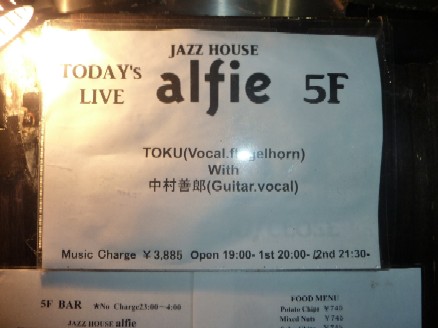 JAZZ HOUSE
TODAY's LIVE alfie 5F
TOKU(Vocal.flugelhorn)
With
中村善郎(Guitar.vocal)
Music Charge ￥3,885 Open 19:00- 1st 20:00- /2nd 21:30-
5F BAR ★No Charge23:00～4:00
JAZZ HOUSE alfie
FOOD MENU
Potato Chips ￥740
Mixed Nuts ￥745